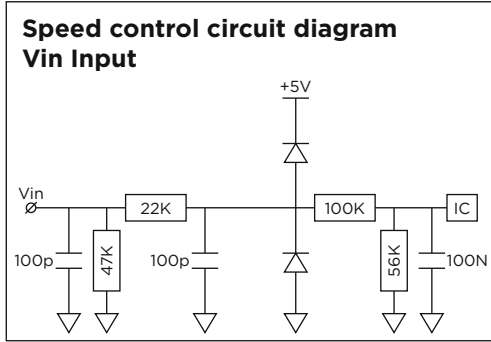 Speed control circuit diagram
Vin Input
+5V
Vin
22K
100K
IC
100p
47K
100p
56K
100N